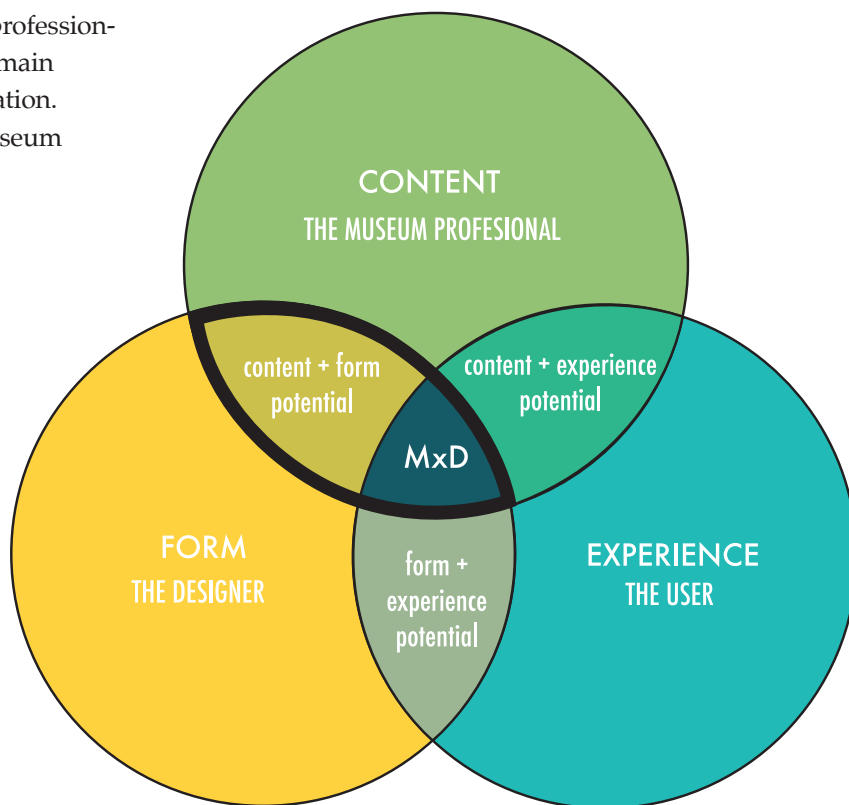 profession-
main
ation.
seum
CONTENT
THE MUSEUM PROFESIONAL
content + form
potential
content + experience
potential
MxD
FORM
THE DESIGNER
form +
experience
potential
EXPERIENCE
THE USER